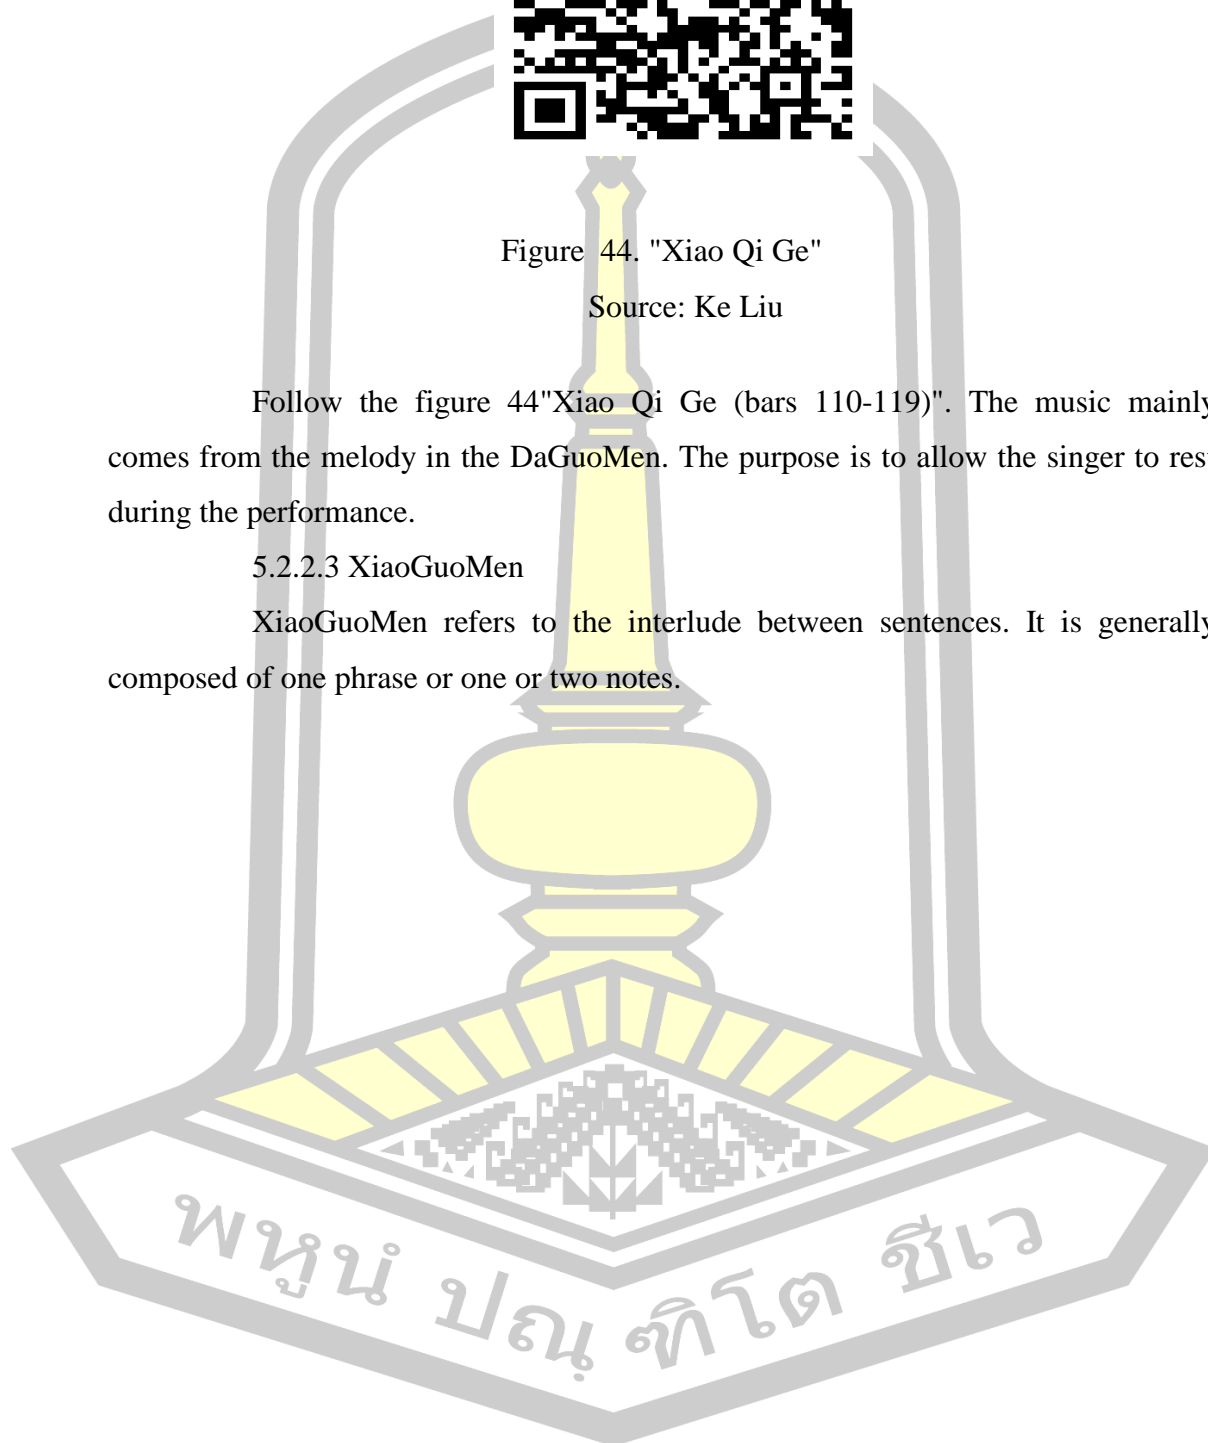 Figure 44. "Xiao Qi Ge"
Source: Ke Liu
Follow the figure 44"Xiao Qi Ge (bars 110-119)". The music mainly
comes from the melody in the DaGuoMen. The purpose is to allow the singer to rest
during the performance.
5.2.2.3 XiaoGuoMen
XiaoGuoMen refers to the interlude between sentences. It is generally
composed of one phrase or one or two notes.
พหูนํ ปณฺ ฑิโต ชีเว